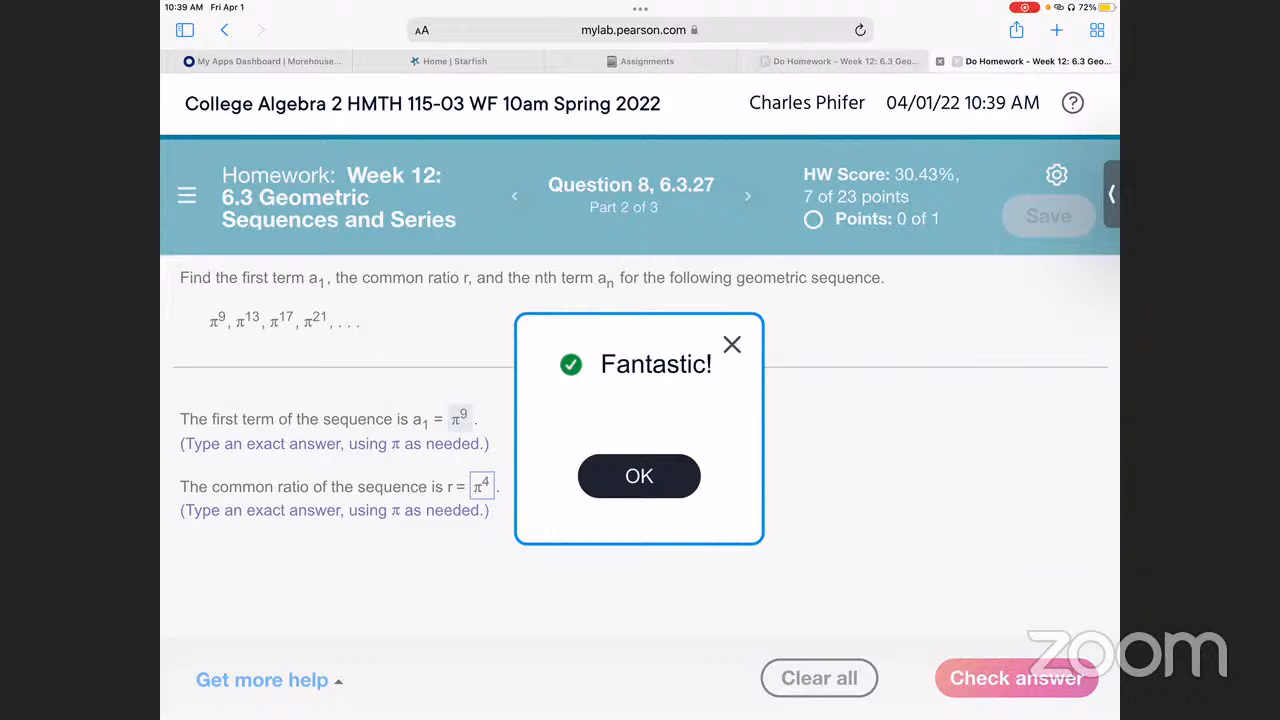 10:39 AM Fri Apr 1
72%
AA mylab.pearson.com
My Apps Dashboard | Morehouse... Home | Starfish Assignments Do Homework - Week 12: 6.3 Geo... Do Homework - Week 12: 6.3 Geo...
College Algebra 2 HMTH 115-03 WF 10am Spring 2022 Charles Phifer 04/01/22 10:39 AM ?
Homework: Week 12:
6.3 Geometric
Sequences and Series
Question 8, 6.3.27
Part 2 of 3
HW Score: 30.43%,
7 of 23 points
Points: 0 of 1
Save
Find the first term a₁, the common ratio r, and the nth term aₙ for the following geometric sequence.
π⁹, π¹³, π¹⁷, π²¹, . . .
Fantastic!
OK
The first term of the sequence is a₁ = π⁹.
(Type an exact answer, using π as needed.)
The common ratio of the sequence is r = π⁴.
(Type an exact answer, using π as needed.)
Get more help
Clear all
Check answer
zoom